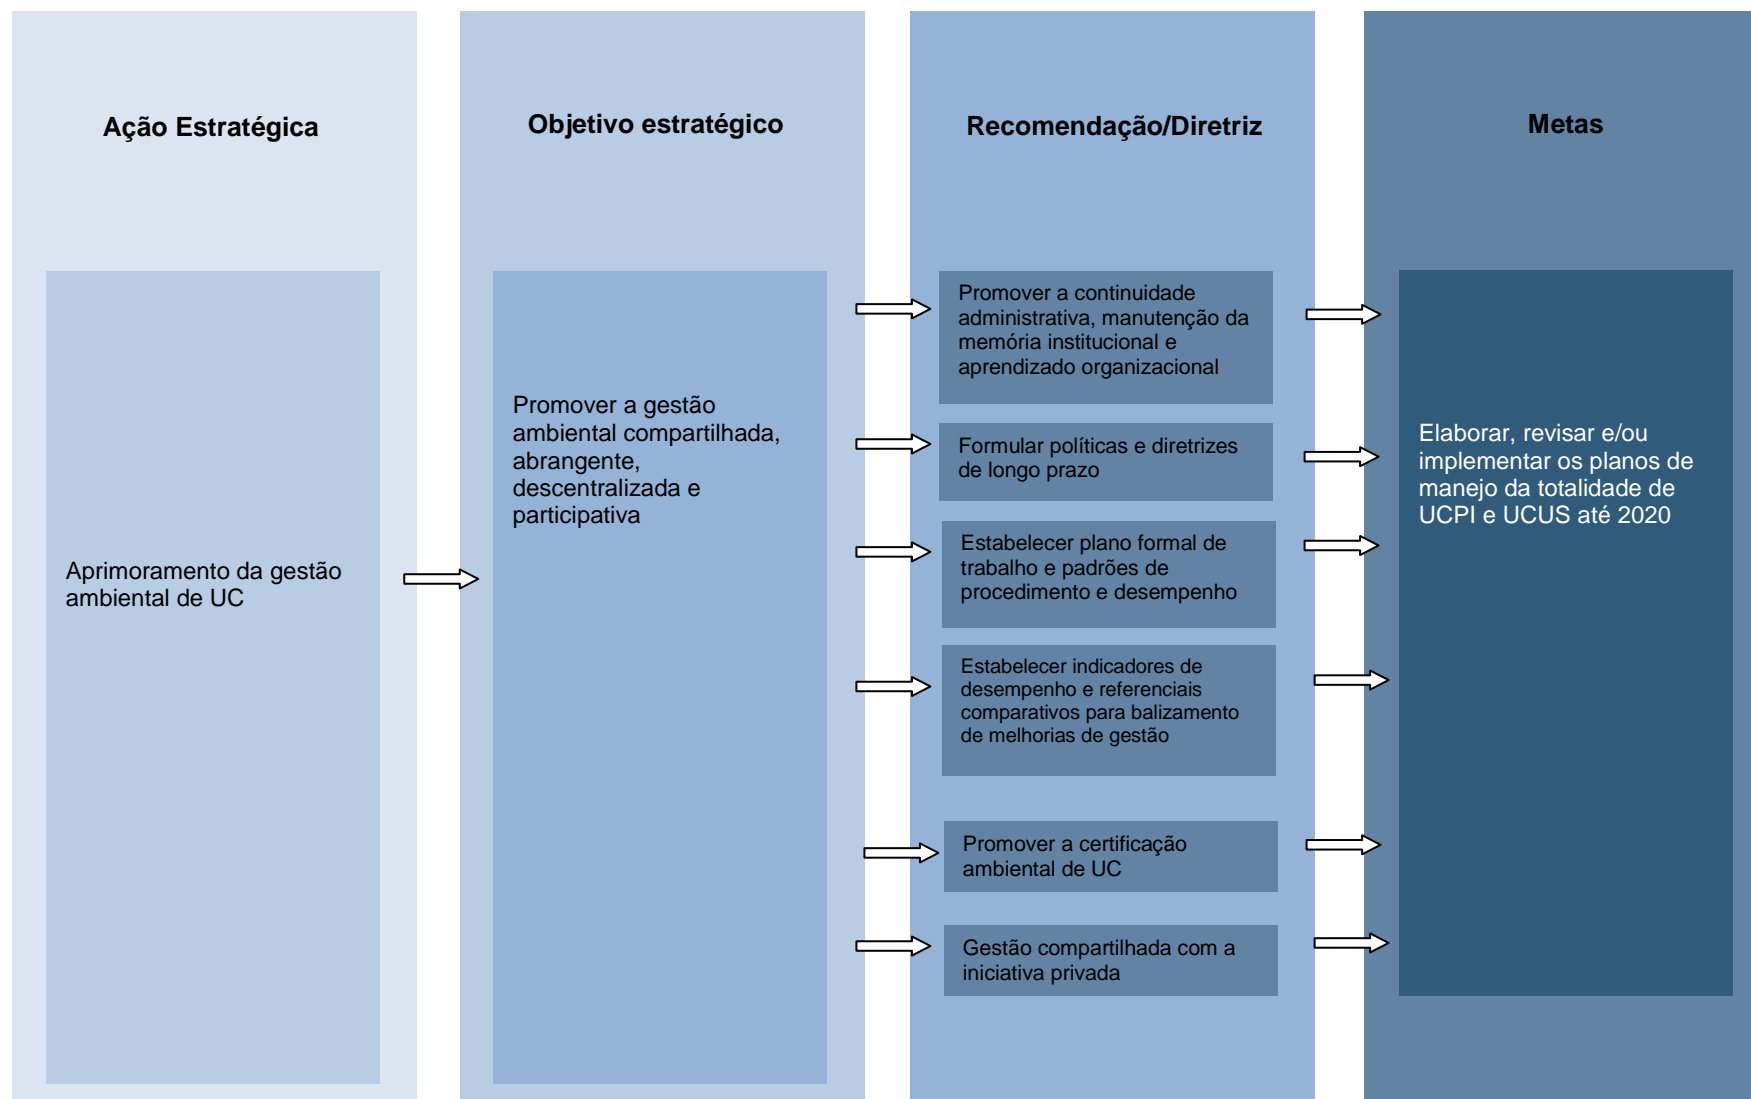 Ação Estratégica
Objetivo estratégico
Recomendação/Diretriz
Metas
Aprimoramento da gestão
ambiental de UC
Promover a gestão
ambiental compartilhada,
abrangente,
descentralizada e
participativa
Promover a continuidade
administrativa, manutenção da
memória institucional e
aprendizado organizacional
Formular políticas e diretrizes
de longo prazo
Estabelecer plano formal de
trabalho e padrões de
procedimento e desempenho
Estabelecer indicadores de
desempenho e referenciais
comparativos para balizamento
de melhorias de gestão
Promover a certificação
ambiental de UC
Gestão compartilhada com a
iniciativa privada
Elaborar, revisar e/ou
implementar os planos de
manejo da totalidade de
UCPI e UCUS até 2020